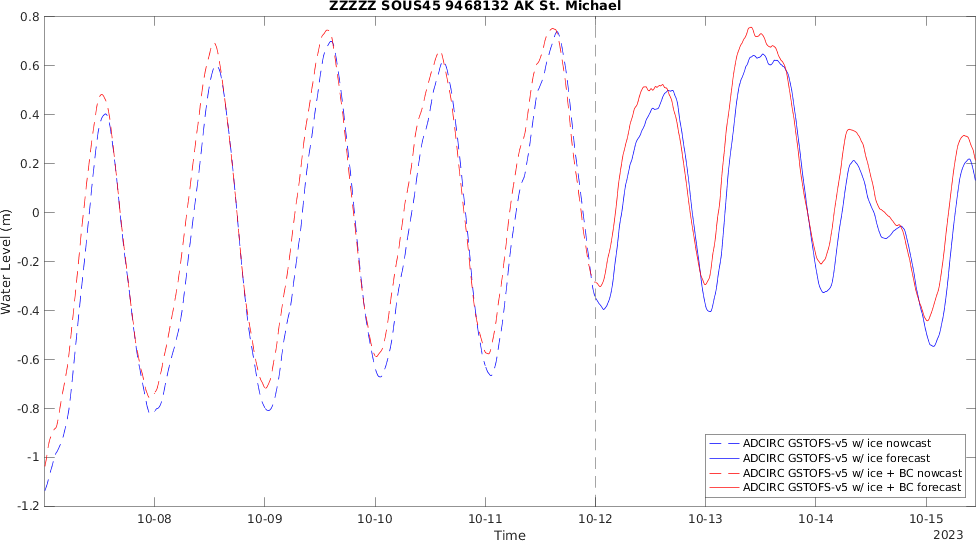 ZZZZZ SOUS45 9468132 AK St. Michael
0.8
0.6
0.4
0.2
0
-0.2
-0.4
-0.6
-0.8
-1
-1.2
Water Level (m)
ADCIRC GSTOFS-v5 w/ ice nowcast
ADCIRC GSTOFS-v5 w/ ice forecast
ADCIRC GSTOFS-v5 w/ ice + BC nowcast
ADCIRC GSTOFS-v5 w/ ice + BC forecast
10-08 10-09 10-10 10-11 10-12 10-13 10-14 10-15
Time
2023